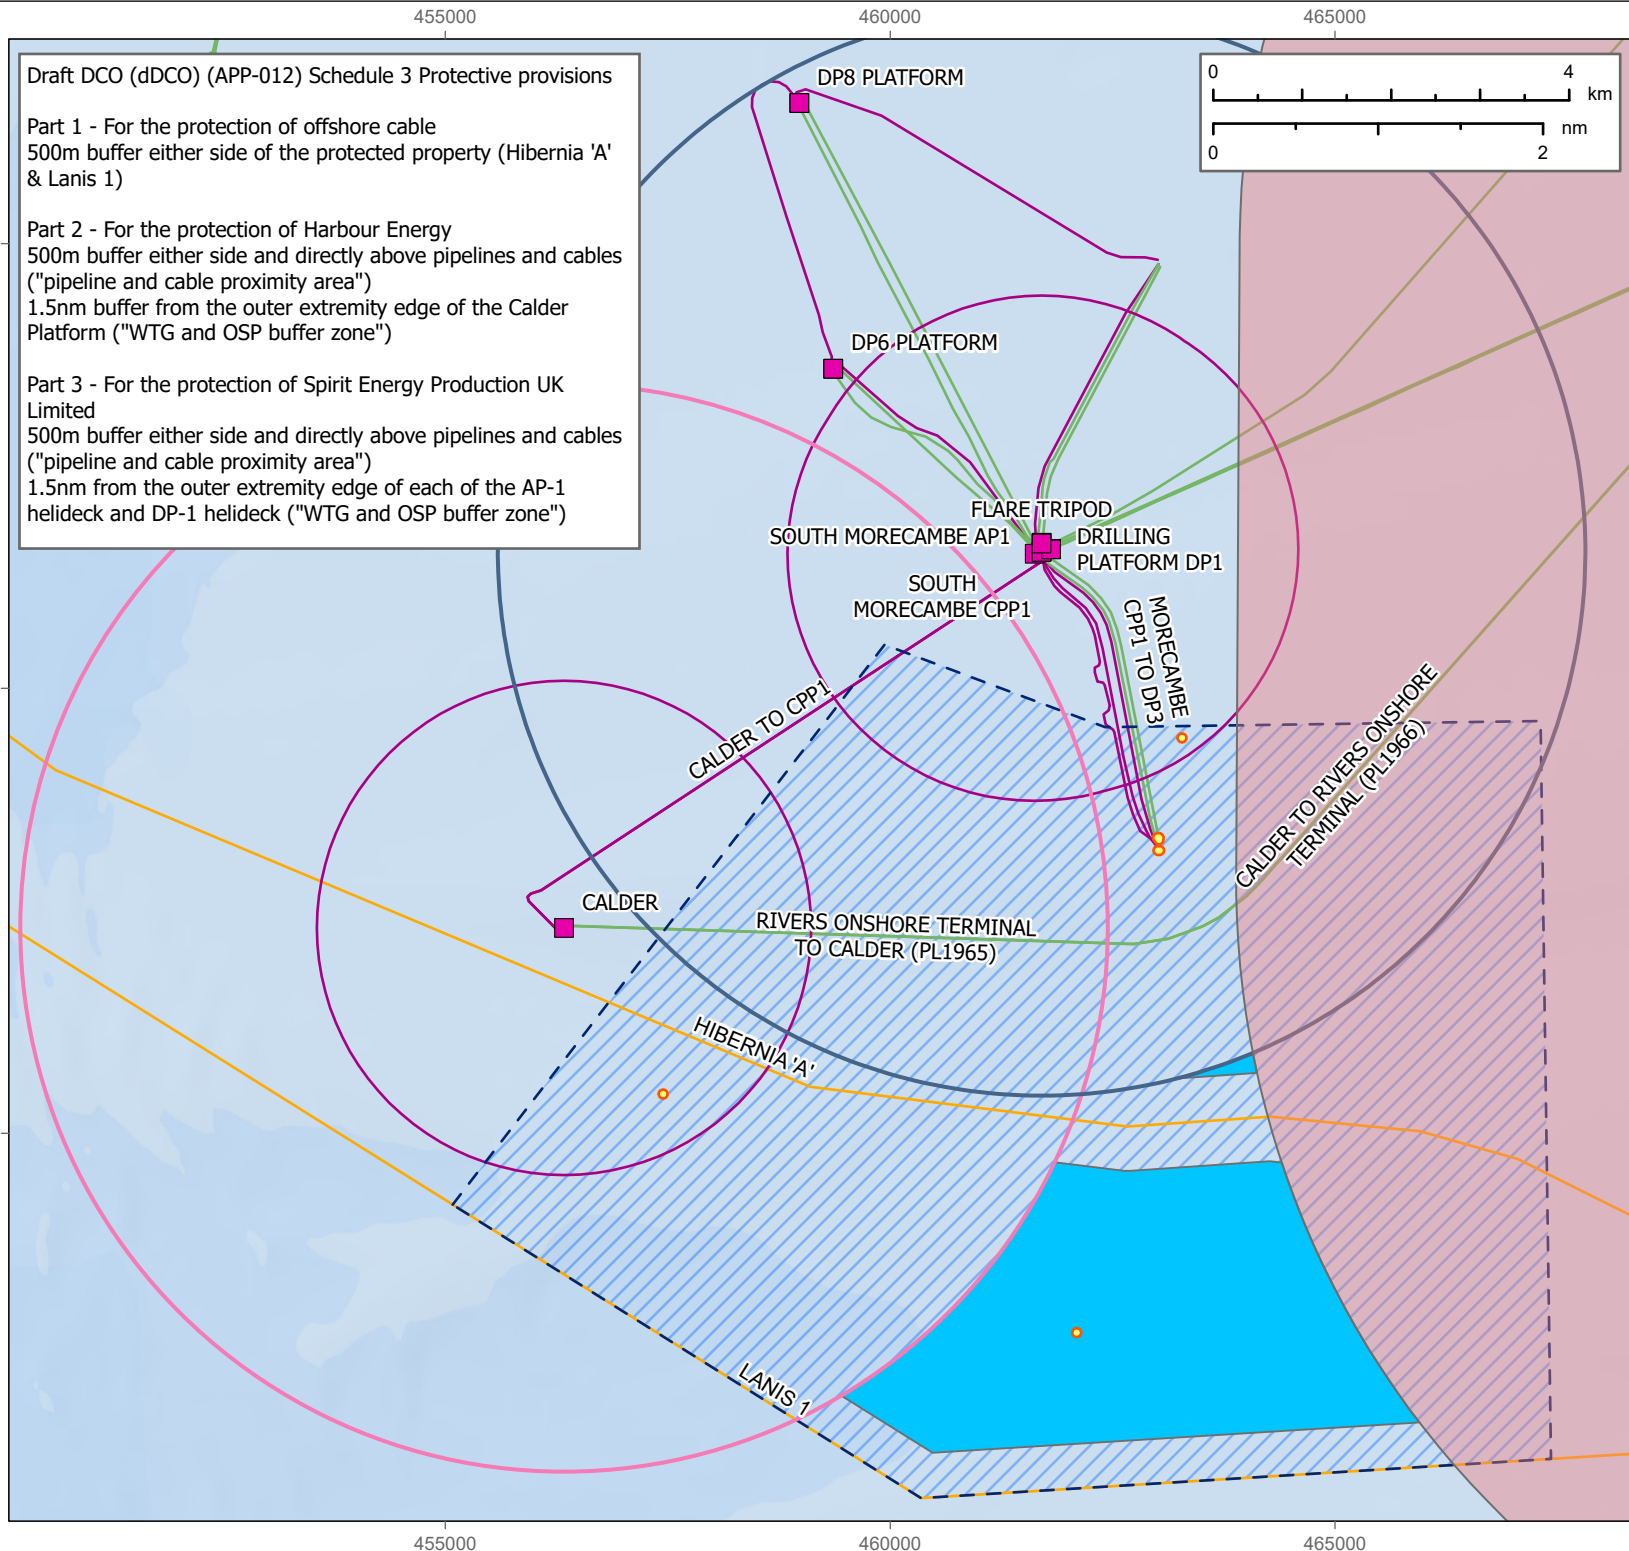 455000
460000
465000
Draft DCO (dDCO) (APP-012) Schedule 3 Protective provisions
Part 1 - For the protection of offshore cable
500m buffer either side of the protected property (Hibernia 'A'
& Lanis 1)
Part 2 - For the protection of Harbour Energy
500m buffer either side and directly above pipelines and cables
("pipeline and cable proximity area")
1.5nm buffer from the outer extremity edge of the Calder
Platform ("WTG and OSP buffer zone")
Part 3 - For the protection of Spirit Energy Production UK
Limited
500m buffer either side and directly above pipelines and cables
("pipeline and cable proximity area")
1.5nm from the outer extremity edge of each of the AP-1
helideck and DP-1 helideck ("WTG and OSP buffer zone")
0
4
km
nm
0
2
DP8 PLATFORM
DP6 PLATFORM
FLARE TRIPOD
SOUTH MORECAMBE AP1
DRILLING
PLATFORM DP1
SOUTH
MORECAMBE CPP1
MORECAMBE
CPP1 TO DP3
CALDER TO CPP1
CALDER TO RIVERS ONSHORE
TERMINAL (PL1966)
CALDER
RIVERS ONSHORE TERMINAL
TO CALDER (PL1965)
HIBERNIA 'A'
LANIS 1
455000
460000
465000